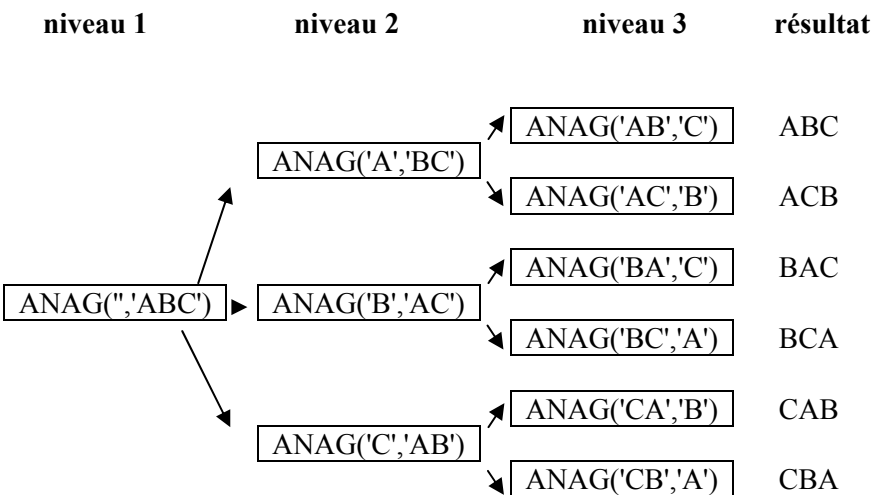 niveau 1 niveau 2 niveau 3 résultat
ANAG('AB','C') ABC
ANAG('A','BC')
ANAG('AC','B') ACB
ANAG('BA','C') BAC
ANAG('','ABC') ANAG('B','AC')
ANAG('BC','A') BCA
ANAG('CA','B') CAB
ANAG('C','AB')
ANAG('CB','A') CBA